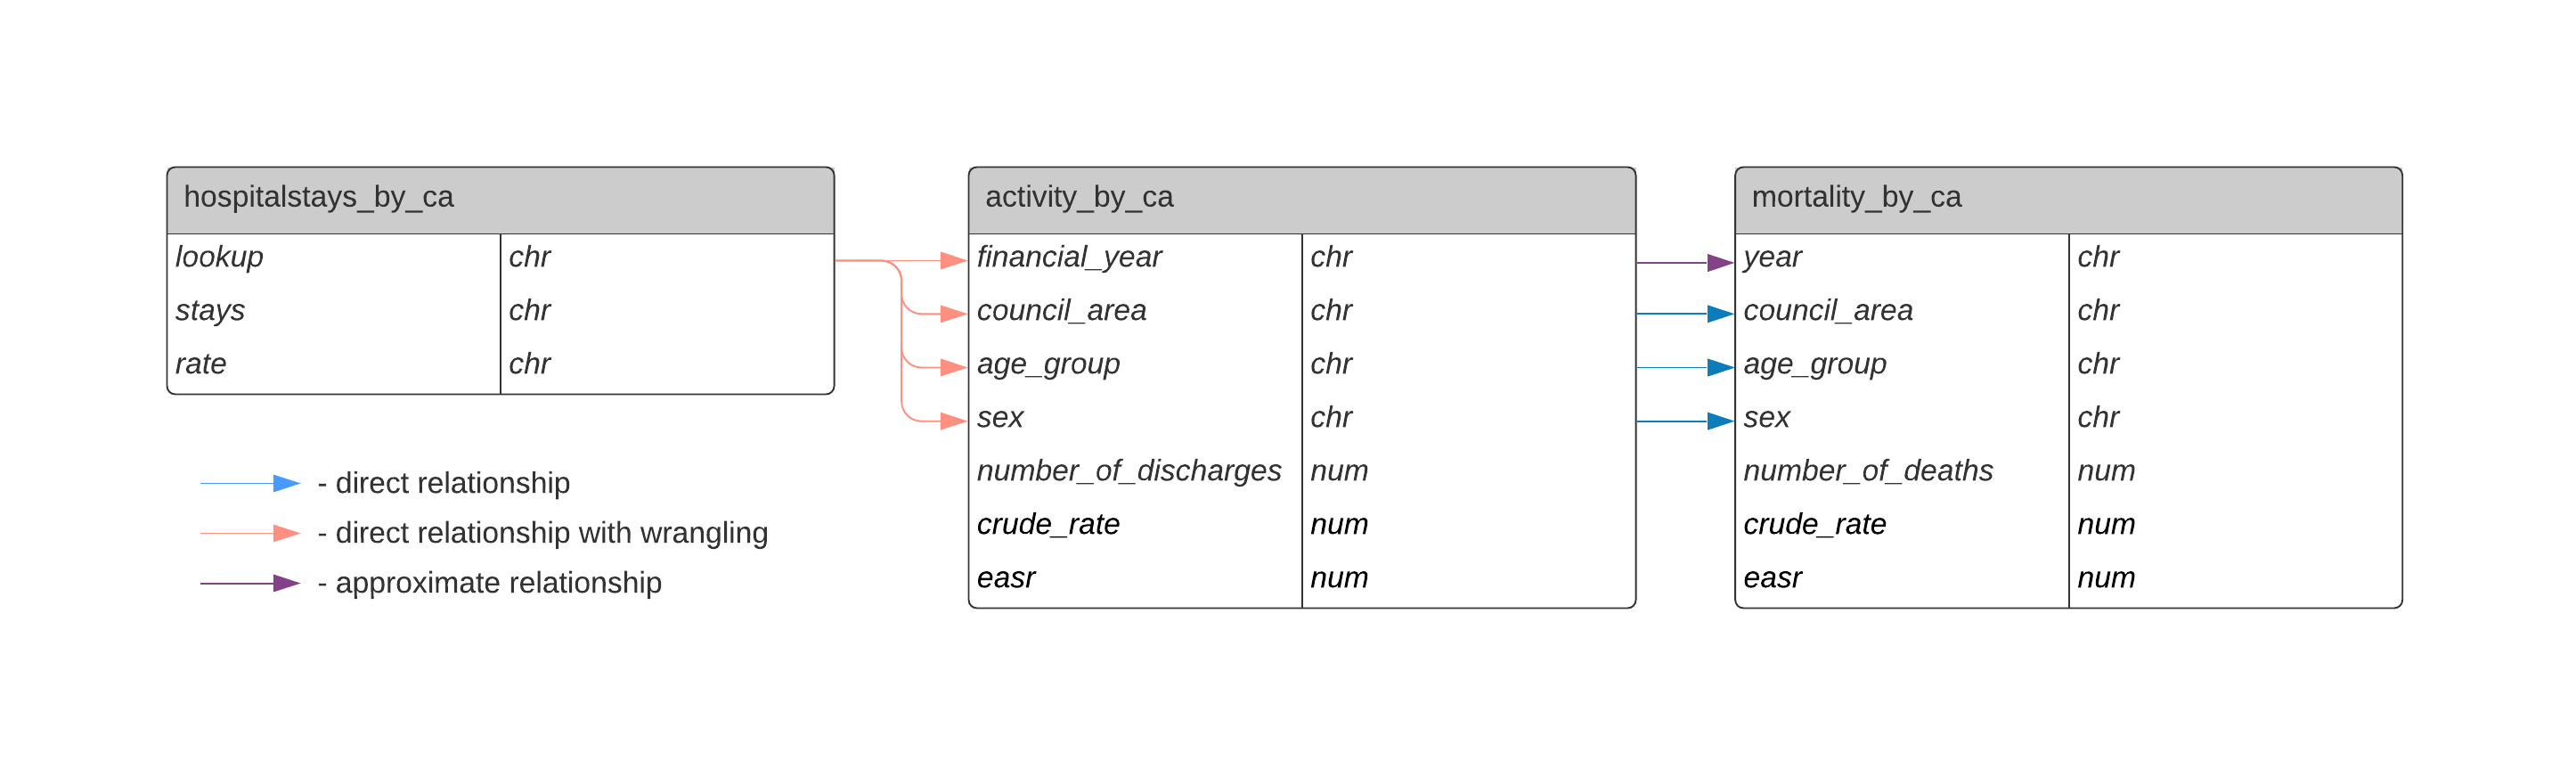 hospitalstays_by_ca
lookup chr
stays chr
rate chr
activity_by_ca
financial_year chr
council_area chr
age_group chr
sex chr
number_of_discharges num
crude_rate num
easr num
mortality_by_ca
year chr
council_area chr
age_group chr
sex chr
number_of_deaths num
crude_rate num
easr num
- direct relationship
- direct relationship with wrangling
- approximate relationship